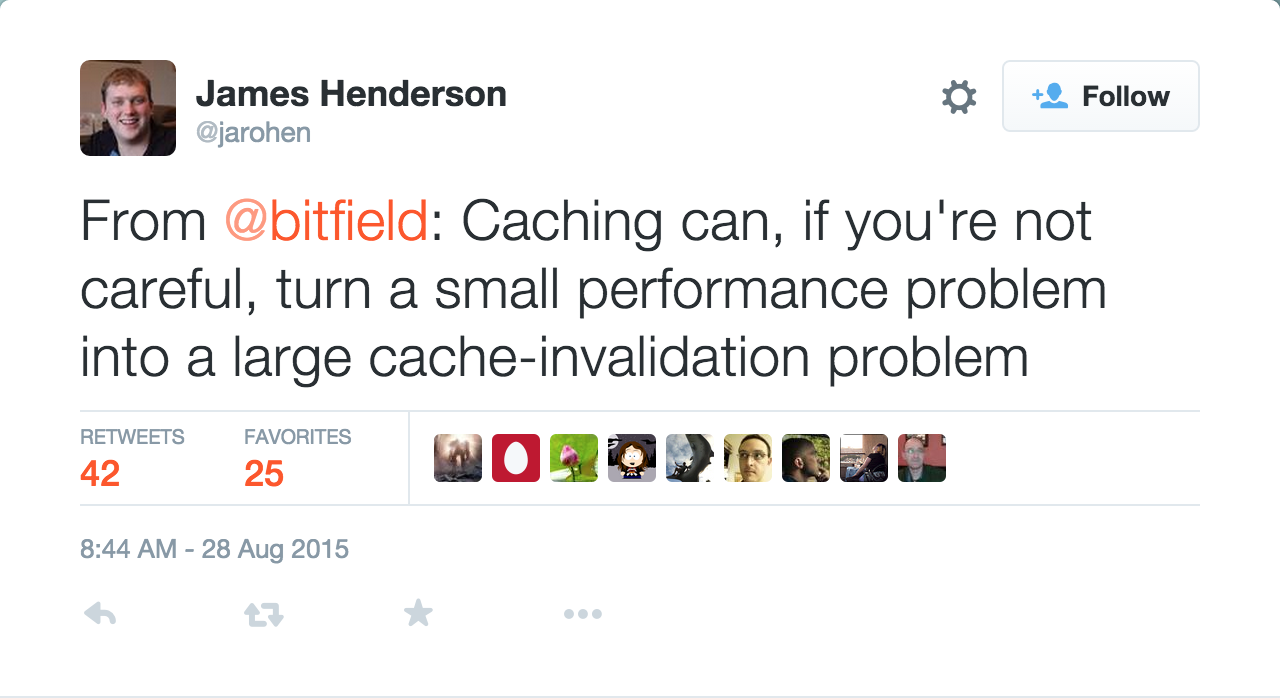 James Henderson
@jarohen
Follow
From @bitfield: Caching can, if you're not
careful, turn a small performance problem
into a large cache-invalidation problem
RETWEETS
42
FAVORITES
25
8:44 AM - 28 Aug 2015